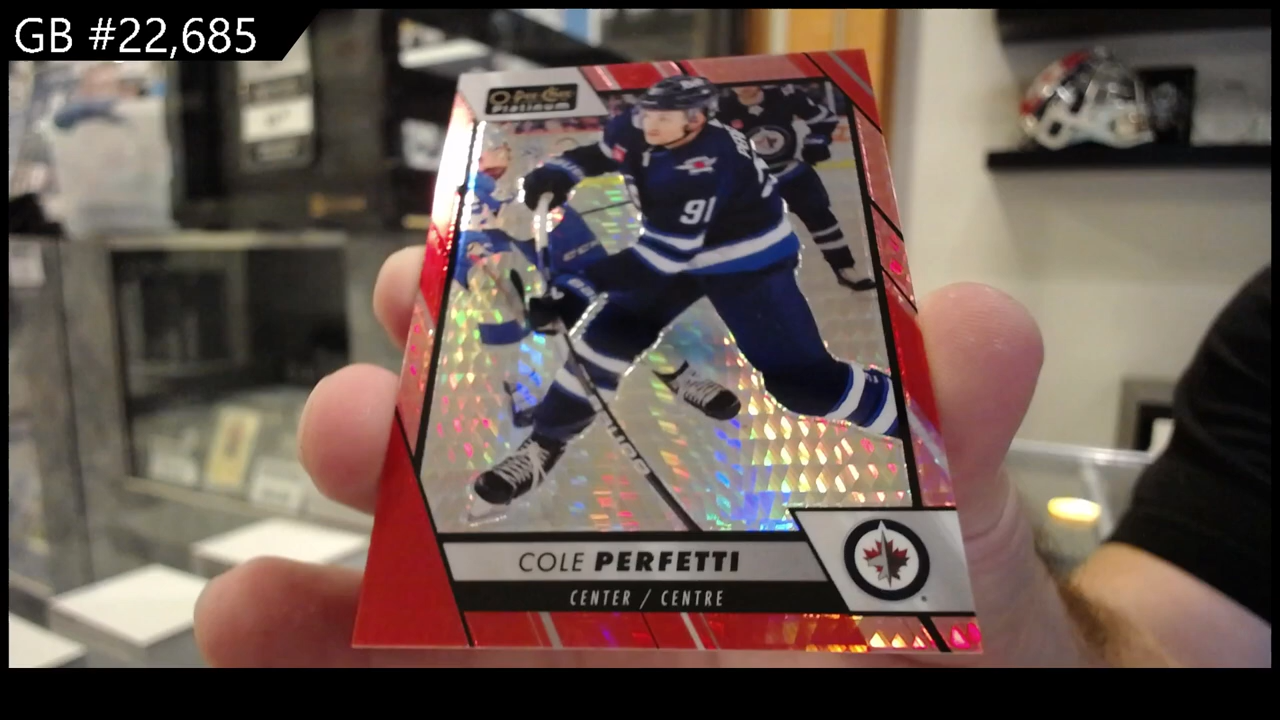 GB #22,685
O-Pee-Chee
Platinum
91
COLE PERFETTI
CENTER / CENTRE